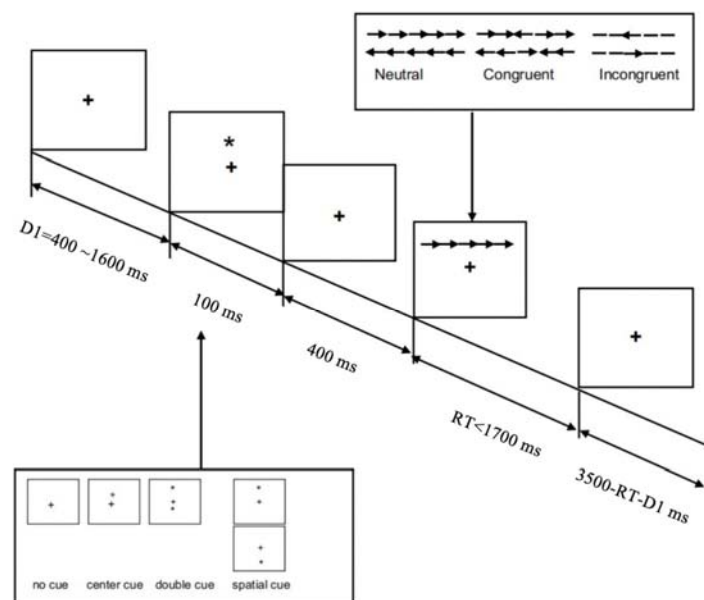 Neutral Congruent Incongruent
D1=400 ~1600 ms
100 ms
400 ms
RT<1700 ms
3500-RT-D1 ms
no cue center cue double cue spatial cue